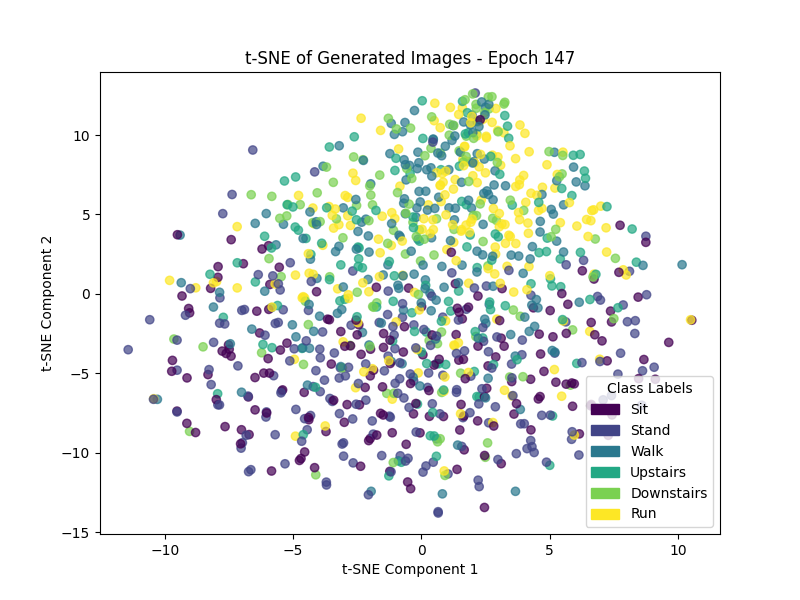 t-SNE of Generated Images - Epoch 147
t-SNE Component 2
10
5
0
−5
−10
−15
−10
−5
0
5
10
t-SNE Component 1
Class Labels
Sit
Stand
Walk
Upstairs
Downstairs
Run